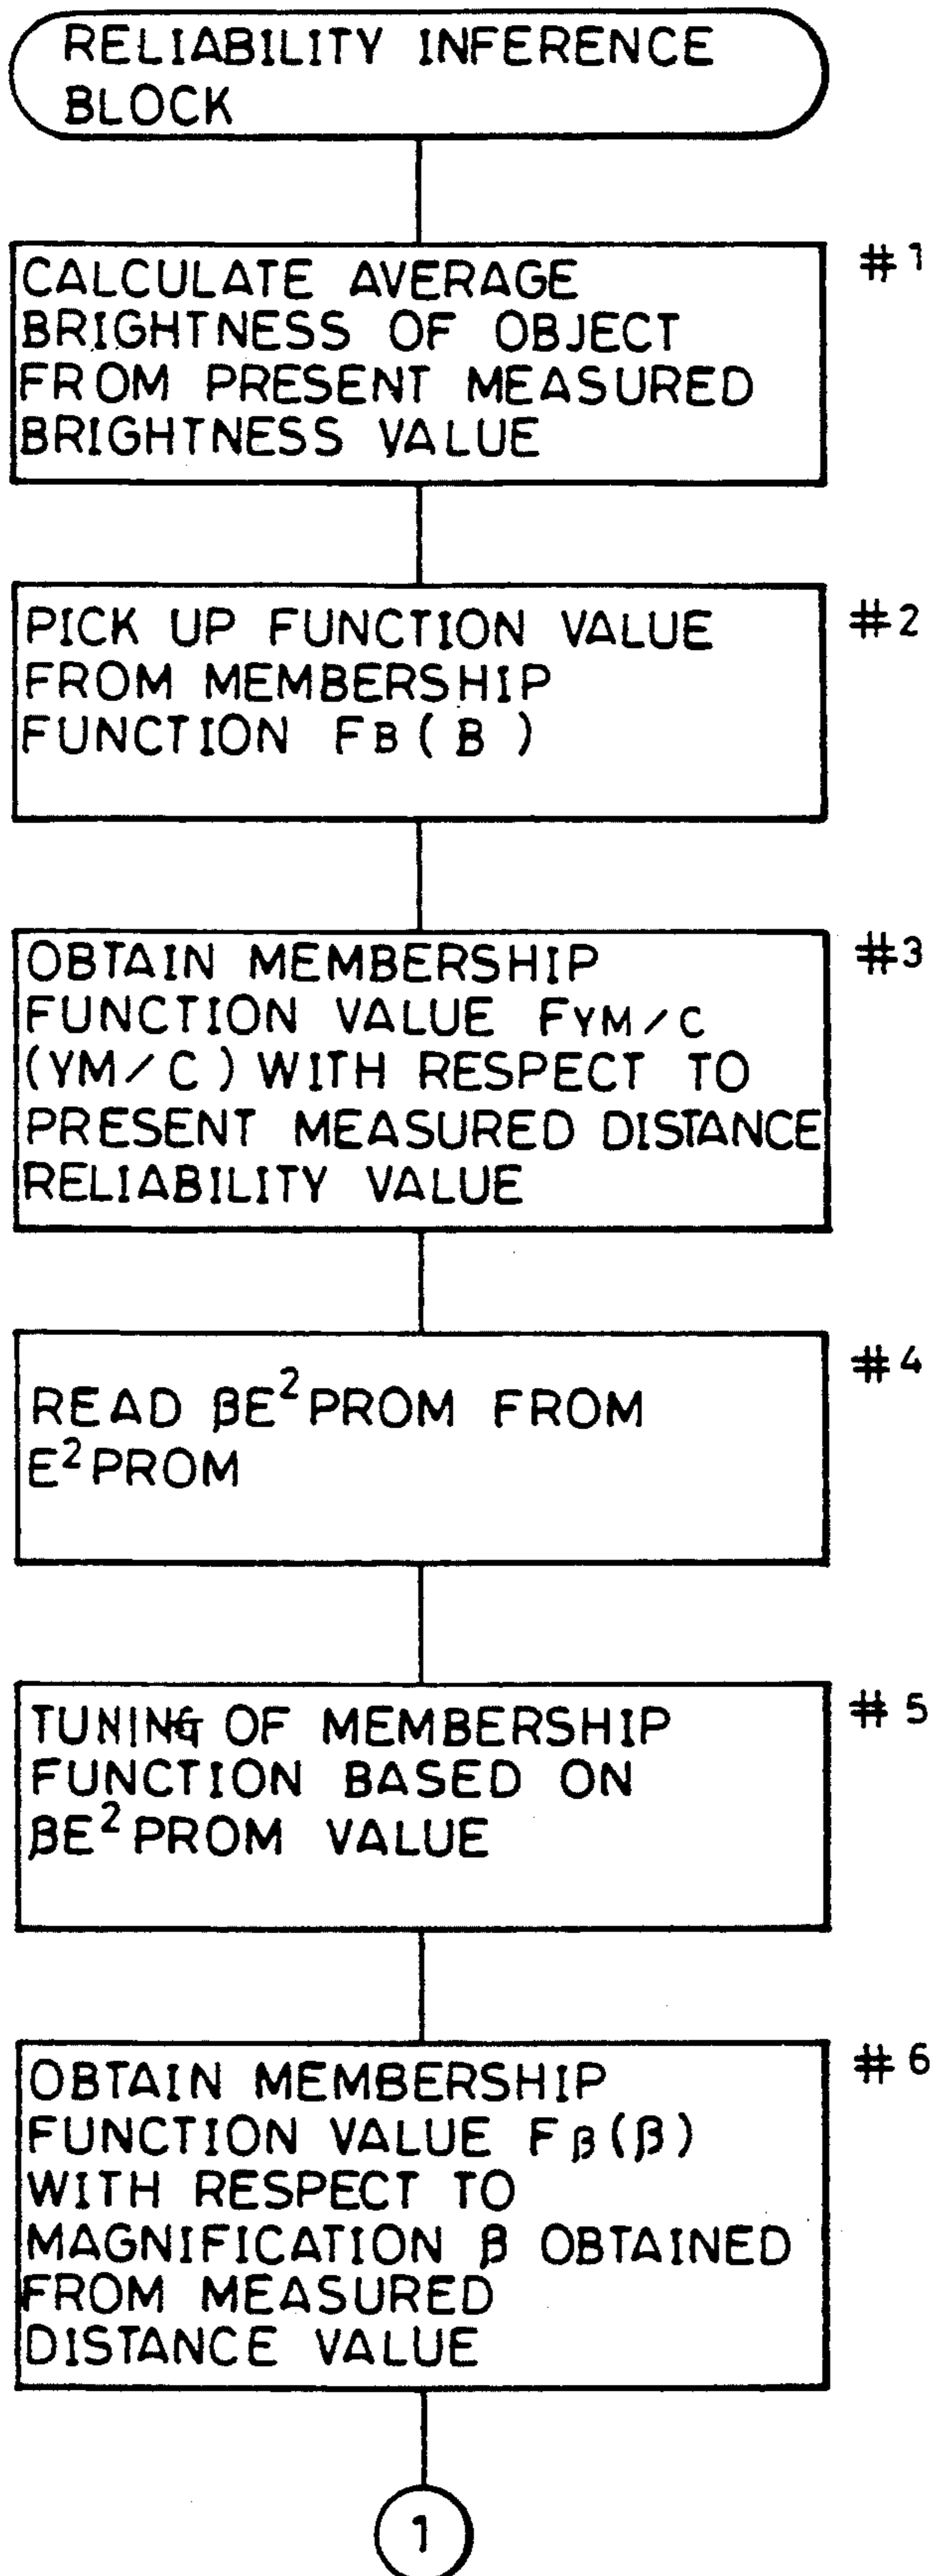 RELIABILITY INFERENCE
BLOCK
#1
CALCULATE AVERAGE
BRIGHTNESS OF OBJECT
FROM PRESENT MEASURED
BRIGHTNESS VALUE
#2
PICK UP FUNCTION VALUE
FROM MEMBERSHIP
FUNCTION FB(B)
#3
OBTAIN MEMBERSHIP
FUNCTION VALUE FYM/C
(YM/C) WITH RESPECT TO
PRESENT MEASURED DISTANCE
RELIABILITY VALUE
#4
READ βE²PROM FROM
E²PROM
#5
TUNING OF MEMBERSHIP
FUNCTION BASED ON
βE²PROM VALUE
#6
OBTAIN MEMBERSHIP
FUNCTION VALUE Fβ(β)
WITH RESPECT TO
MAGNIFICATION β OBTAINED
FROM MEASURED
DISTANCE VALUE
1